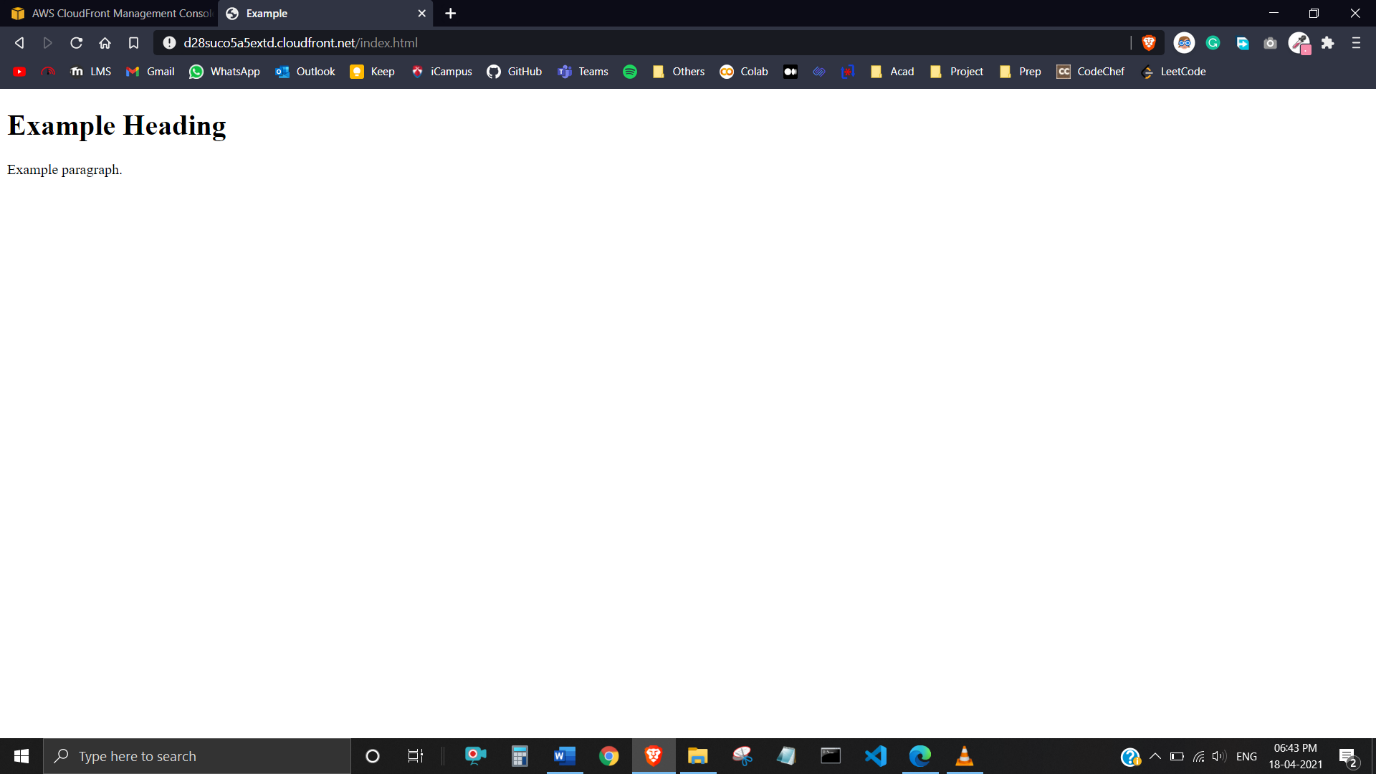 AWS CloudFront Management Consol
Example
d28suco5a5extd.cloudfront.net/index.html
LMS Gmail WhatsApp Outlook Keep iCampus GitHub Teams Others Colab Acad Project Prep CC CodeChef LeetCode
Example Heading
Example paragraph.
Type here to search
ENG
06:43 PM
18-04-2021
2